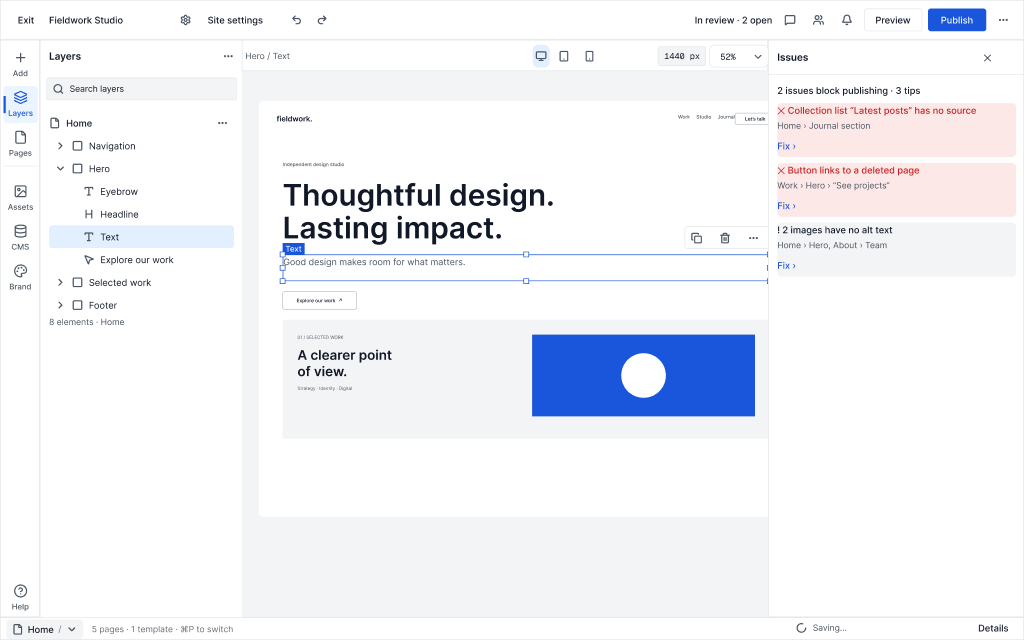 Exit
Fieldwork Studio
Site settings
In review · 2 open
Preview
Publish
Add
Layers
Pages
Assets
CMS
Brand
Help
Layers
Search layers
Home
Navigation
Hero
Eyebrow
Headline
Text
Explore our work
Selected work
Footer
8 elements · Home
Hero / Text
1440 px
52%
fieldwork.
Work Studio Journal
Let's talk
Independent design studio
Thoughtful design.
Lasting impact.
Text
Good design makes room for what matters.
Explore our work ↗
01 / SELECTED WORK
A clearer point
of view.
Strategy · Identity · Digital
Issues
2 issues block publishing · 3 tips
Collection list “Latest posts” has no source
Home › Journal section
Fix ›
Button links to a deleted page
Work › Hero › “See projects”
Fix ›
! 2 images have no alt text
Home › Hero, About › Team
Fix ›
Home /
5 pages · 1 template · ⌘P to switch
Saving...
Details